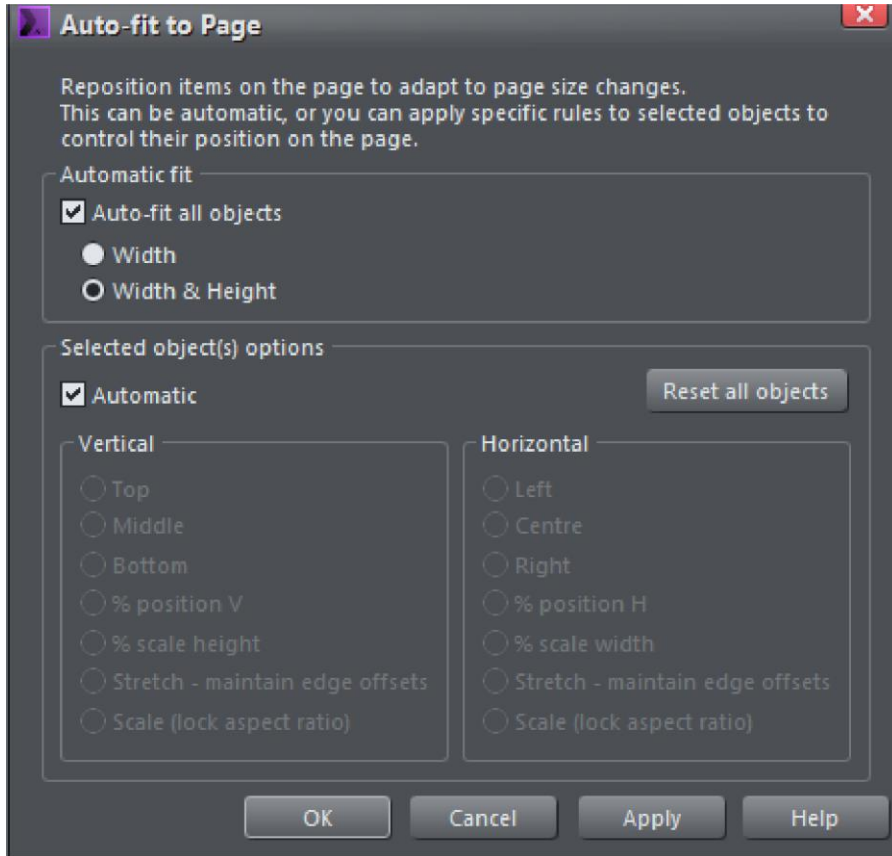 Auto-fit to Page
Reposition items on the page to adapt to page size changes.
This can be automatic, or you can apply specific rules to selected objects to
control their position on the page.
Automatic fit
Auto-fit all objects
Width
Width & Height
Selected object(s) options
Automatic
Reset all objects
Vertical
Top
Middle
Bottom
% position V
% scale height
Stretch - maintain edge offsets
Scale (lock aspect ratio)
Horizontal
Left
Centre
Right
% position H
% scale width
Stretch - maintain edge offsets
Scale (lock aspect ratio)
OK
Cancel
Apply
Help